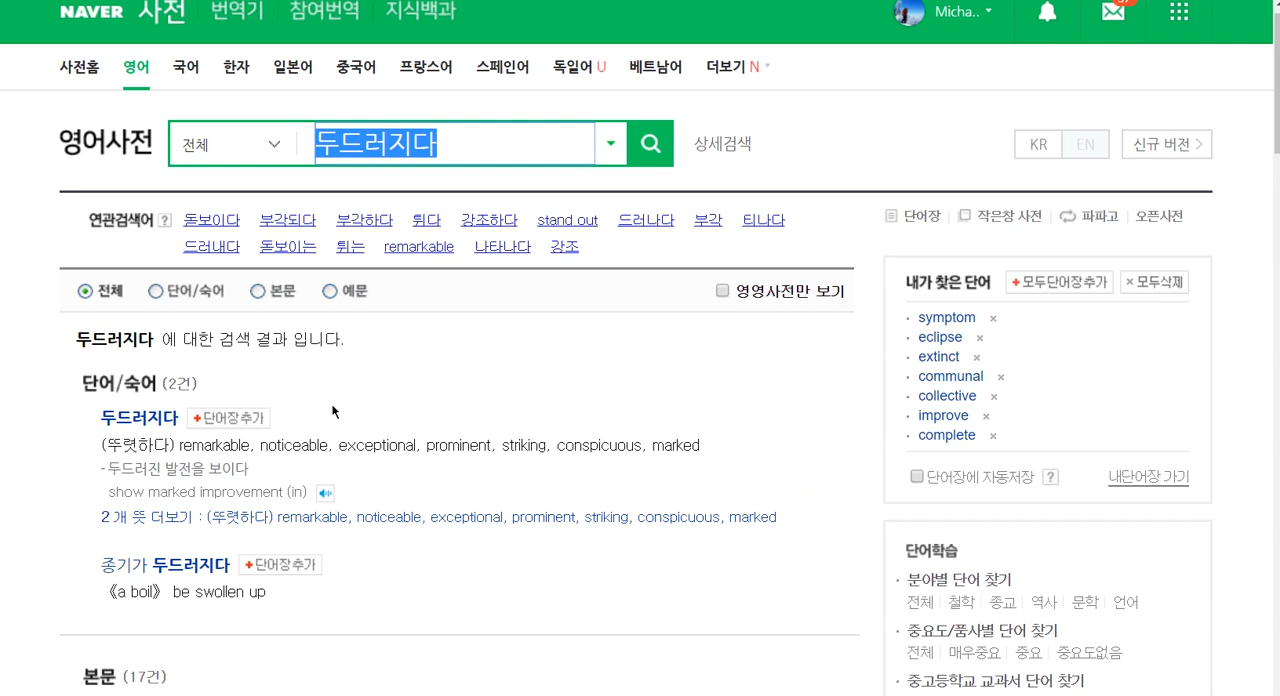 NAVER 사전 번역기 참여번역 지식백과 Micha..
사전홈 영어 국어 한자 일본어 중국어 프랑스어 스페인어 독일어 U 베트남어 더보기 N
영어사전 전체 두드러지다 상세검색 KR EN 신규 버전
연관검색어 ? 돋보이다 부각되다 부각하다 튀다 강조하다 stand out 드러나다 부각 티나다
드러내다 돋보이는 튀는 remarkable 나타나다 강조
단어장 작은창 사전 파파고 오픈사전
전체 단어/숙어 본문 예문 영영사전만 보기
두드러지다 에 대한 검색 결과 입니다.
단어/숙어 (2건)
두드러지다 +단어장추가
(뚜렷하다) remarkable, noticeable, exceptional, prominent, striking, conspicuous, marked
-두드러진 발전을 보이다
show marked improvement (in)
2 개 뜻 더보기 : (뚜렷하다) remarkable, noticeable, exceptional, prominent, striking, conspicuous, marked
종기가 두드러지다 +단어장추가
《a boil》 be swollen up
본문 (17건)
내가 찾은 단어 +모두단어장추가 ×모두삭제
· symptom ×
· eclipse ×
· extinct ×
· communal ×
· collective ×
· improve ×
· complete ×
단어장에 자동저장 ? 내단어장 가기
단어학습
· 분야별 단어 찾기
전체 철학 종교 역사 문학 언어
· 중요도/품사별 단어 찾기
전체 매우중요 중요 중요도없음
· 중고등학교 교과서 단어 찾기